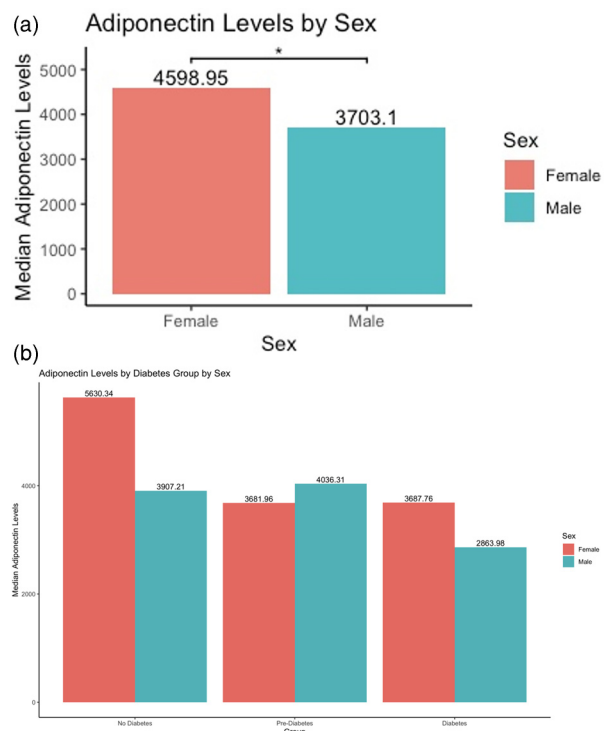 (a)
Adiponectin Levels by Sex
*
4598.95
3703.1
5000
4000
3000
2000
1000
0
Median Adiponectin Levels
Female
Male
Sex
Sex
Female
Male
(b)
Adiponectin Levels by Diabetes Group by Sex
5630.34
3907.21
3681.96
4036.31
3687.76
2863.98
4000
2000
0
Median Adiponectin Levels
No Diabetes
Pre-Diabetes
Diabetes
Sex
Female
Male